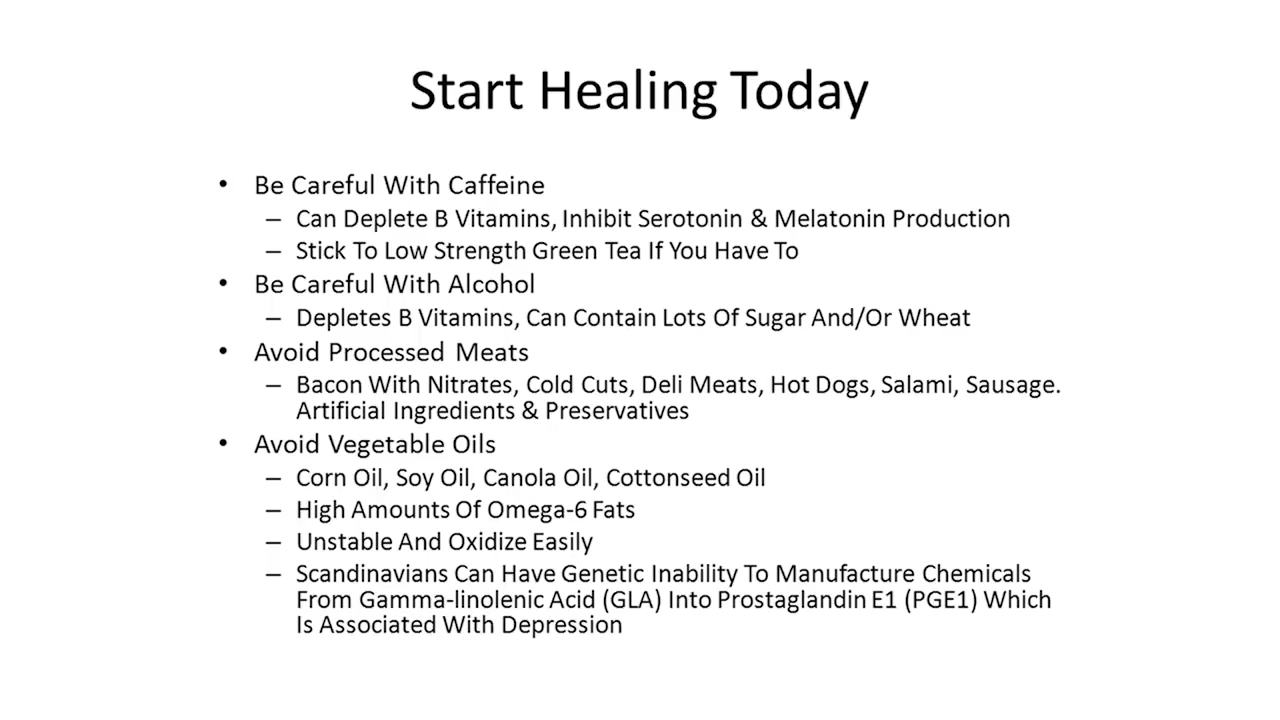 Start Healing Today
• Be Careful With Caffeine
– Can Deplete B Vitamins, Inhibit Serotonin & Melatonin Production
– Stick To Low Strength Green Tea If You Have To
• Be Careful With Alcohol
– Depletes B Vitamins, Can Contain Lots Of Sugar And/Or Wheat
• Avoid Processed Meats
– Bacon With Nitrates, Cold Cuts, Deli Meats, Hot Dogs, Salami, Sausage.
Artificial Ingredients & Preservatives
• Avoid Vegetable Oils
– Corn Oil, Soy Oil, Canola Oil, Cottonseed Oil
– High Amounts Of Omega-6 Fats
– Unstable And Oxidize Easily
– Scandinavians Can Have Genetic Inability To Manufacture Chemicals
From Gamma-linolenic Acid (GLA) Into Prostaglandin E1 (PGE1) Which
Is Associated With Depression